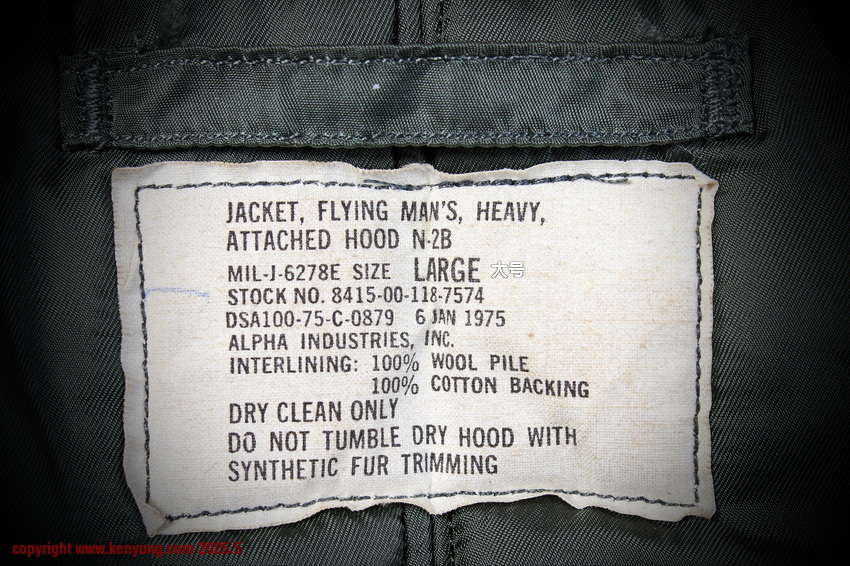 JACKET, FLYING MAN'S, HEAVY,
ATTACHED HOOD N-2B
MIL-J-6278E SIZE LARGE 大号
STOCK NO. 8415-00-118-7574
DSA100-75-C-0879 6 JAN 1975
ALPHA INDUSTRIES, INC.
INTERLINING: 100% WOOL PILE
100% COTTON BACKING
DRY CLEAN ONLY
DO NOT TUMBLE DRY HOOD WITH
SYNTHETIC FUR TRIMMING
copyright www.kenyung.com